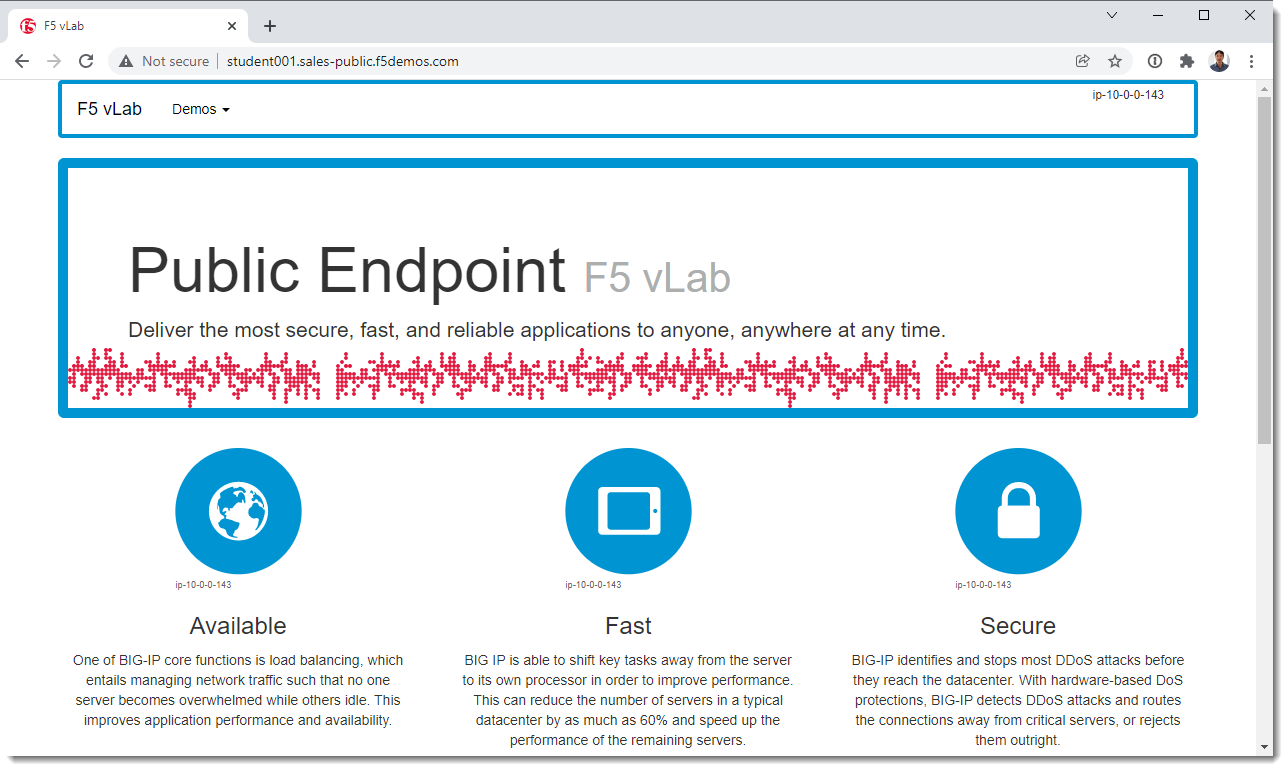 F5 vLab
Not secure student001.sales-public.f5demos.com
F5 vLab Demos ip-10-0-0-143
Public Endpoint F5 vLab
Deliver the most secure, fast, and reliable applications to anyone, anywhere at any time.
ip-10-0-0-143
Available
One of BIG-IP core functions is load balancing, which
entails managing network traffic such that no one
server becomes overwhelmed while others idle. This
improves application performance and availability.
ip-10-0-0-143
Fast
BIG IP is able to shift key tasks away from the server
to its own processor in order to improve performance.
This can reduce the number of servers in a typical
datacenter by as much as 60% and speed up the
performance of the remaining servers.
ip-10-0-0-143
Secure
BIG-IP identifies and stops most DDoS attacks before
they reach the datacenter. With hardware-based DoS
protections, BIG-IP detects DDoS attacks and routes
the connections away from critical servers, or rejects
them outright.